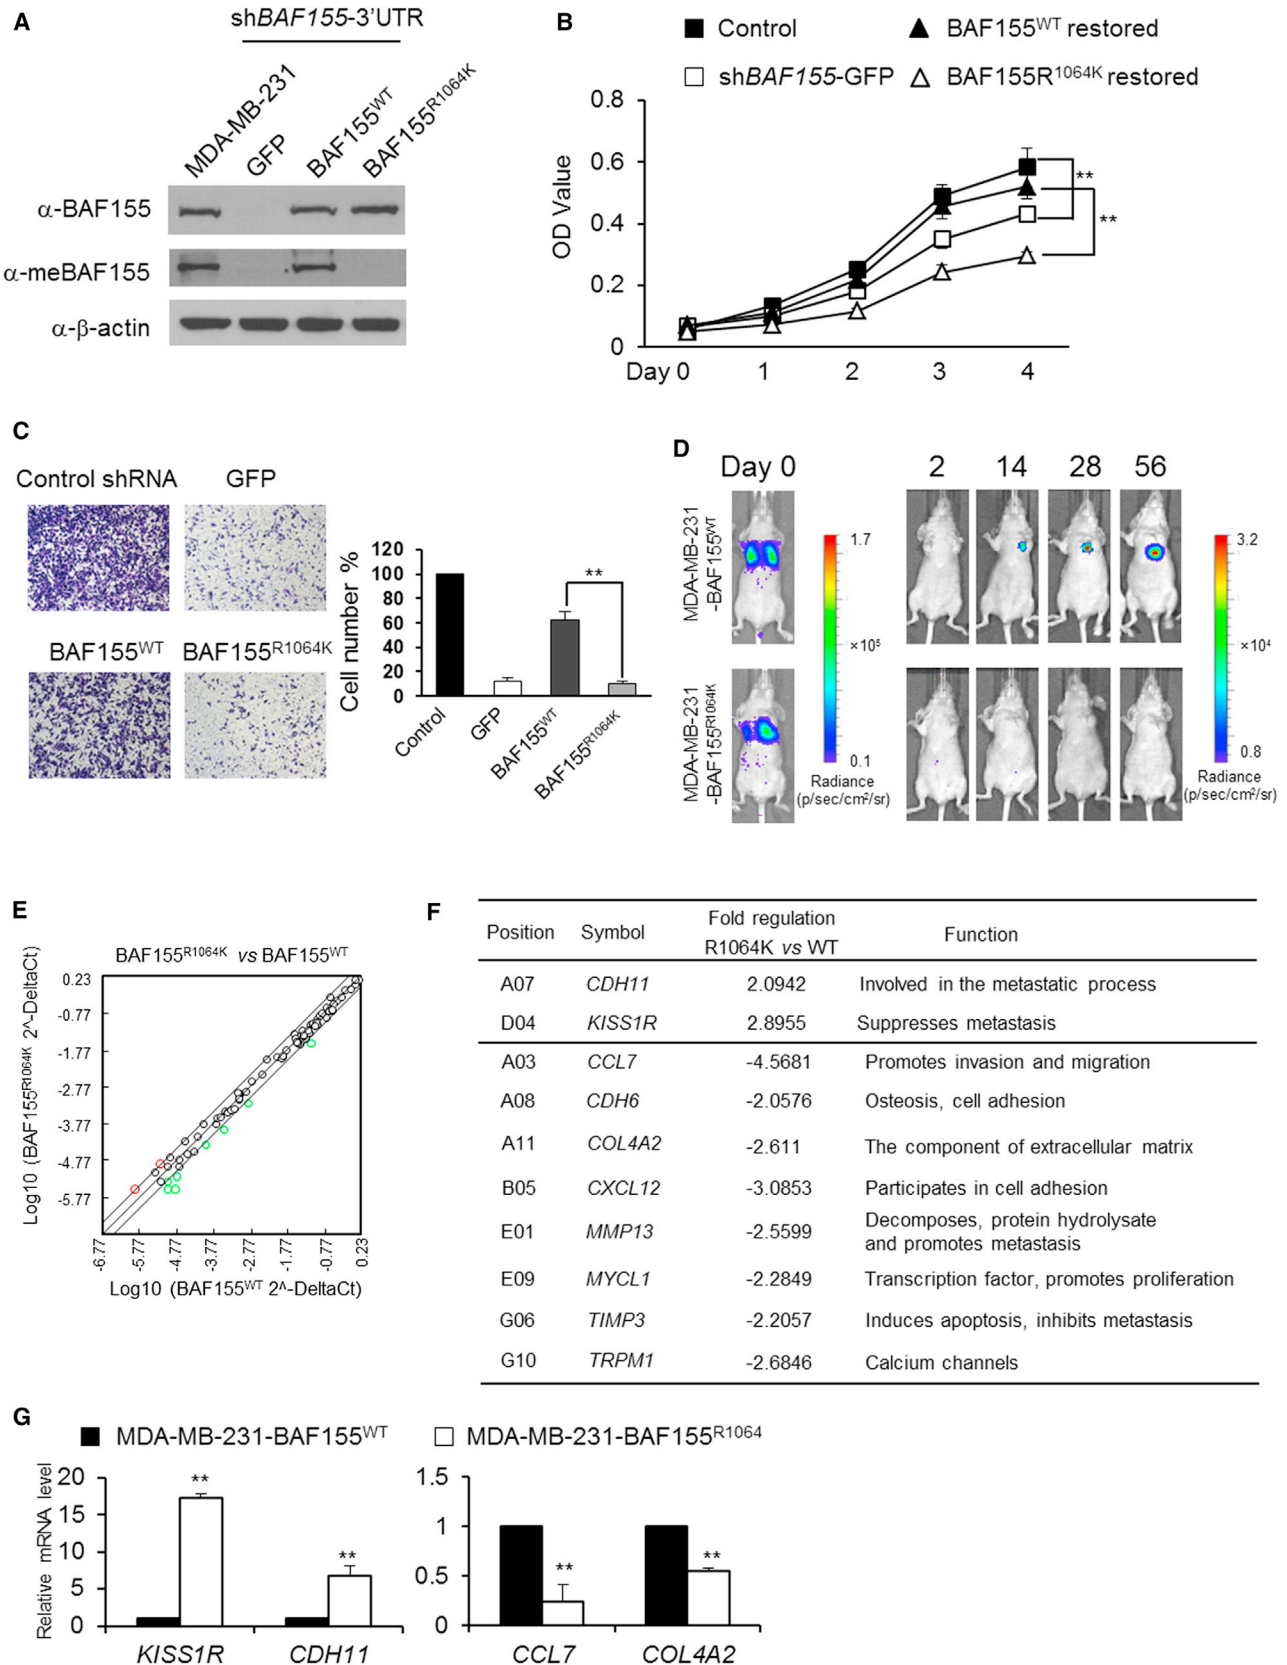 A
shBAF155-3’UTR
MDA-MB-231
GFP
BAF155WT
BAF155R1064K
α-BAF155
α-meBAF155
α-β-actin
B
Control
BAF155WT restored
shBAF155-GFP
BAF155R1064K restored
OD Value
0.8
0.6
0.4
0.2
0
**
**
Day 0 1 2 3 4
C
Control shRNA
GFP
BAF155WT
BAF155R1064K
Cell number %
120
100
80
60
40
20
0
**
Control
GFP
BAF155WT
BAF155R1064K
D
Day 0 2 14 28 56
MDA-MB-231
-BAF155WT
MDA-MB-231
-BAF155R1064K
1.7
×10⁵
0.1
Radiance
(p/sec/cm²/sr)
3.2
×10⁴
0.8
Radiance
(p/sec/cm²/sr)
E
BAF155R1064K vs BAF155WT
Log10 (BAF155R1064K 2^-DeltaCt)
0.23
-0.77
-1.77
-2.77
-3.77
-4.77
-5.77
-6.77 -5.77 -4.77 -3.77 -2.77 -1.77 -0.77 0.23
Log10 (BAF155WT 2^-DeltaCt)
F
Position Symbol Fold regulation R1064K vs WT Function
A07 CDH11 2.0942 Involved in the metastatic process
D04 KISS1R 2.8955 Suppresses metastasis
A03 CCL7 -4.5681 Promotes invasion and migration
A08 CDH6 -2.0576 Osteosis, cell adhesion
A11 COL4A2 -2.611 The component of extracellular matrix
B05 CXCL12 -3.0853 Participates in cell adhesion
E01 MMP13 -2.5599 Decomposes, protein hydrolysate
and promotes metastasis
E09 MYCL1 -2.2849 Transcription factor, promotes proliferation
G06 TIMP3 -2.2057 Induces apoptosis, inhibits metastasis
G10 TRPM1 -2.6846 Calcium channels
G
MDA-MB-231-BAF155WT
MDA-MB-231-BAF155R1064
Relative mRNA level
20
15
10
5
0
**
**
KISS1R CDH11
1.5
1
0.5
0
**
**
CCL7 COL4A2